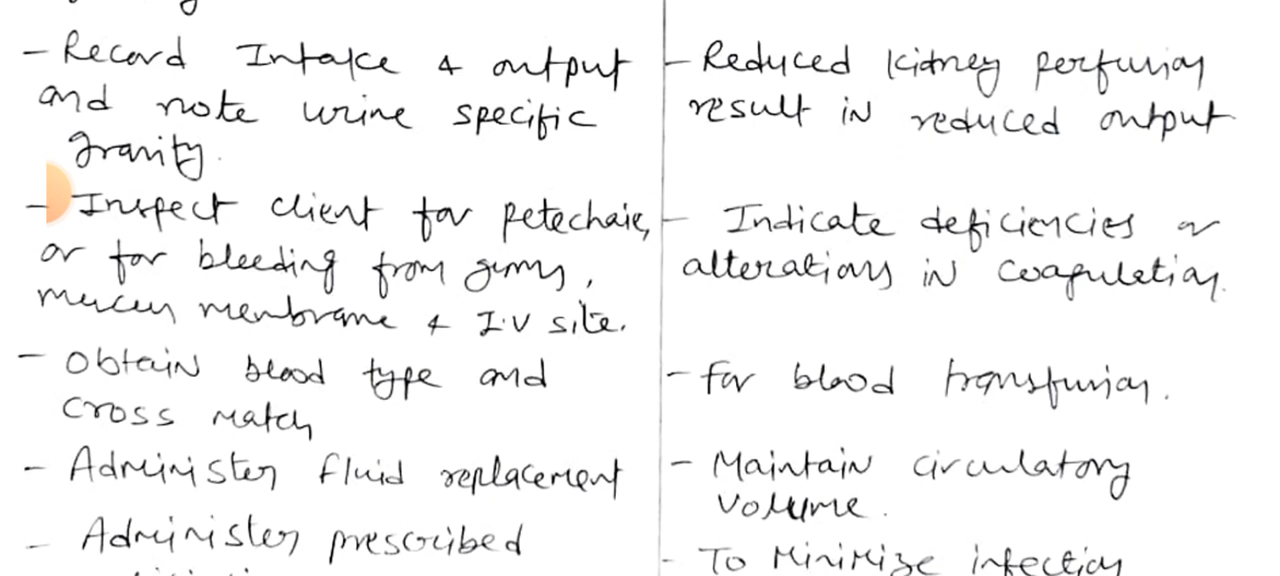 - Record Intake & output
and note urine specific
gravity.
- Inspect client for petechaie,
or for bleeding from gums,
mucus membrane & I.V site.
- Obtain blood type and
cross match
- Administer fluid replacement
- Administer prescribed
- Reduced kidney perfusion
result in reduced output
- Indicate deficiencies or
alterations in coagulation.
- For blood transfusion.
- Maintain circulatory
volume.
- To Minimize infection